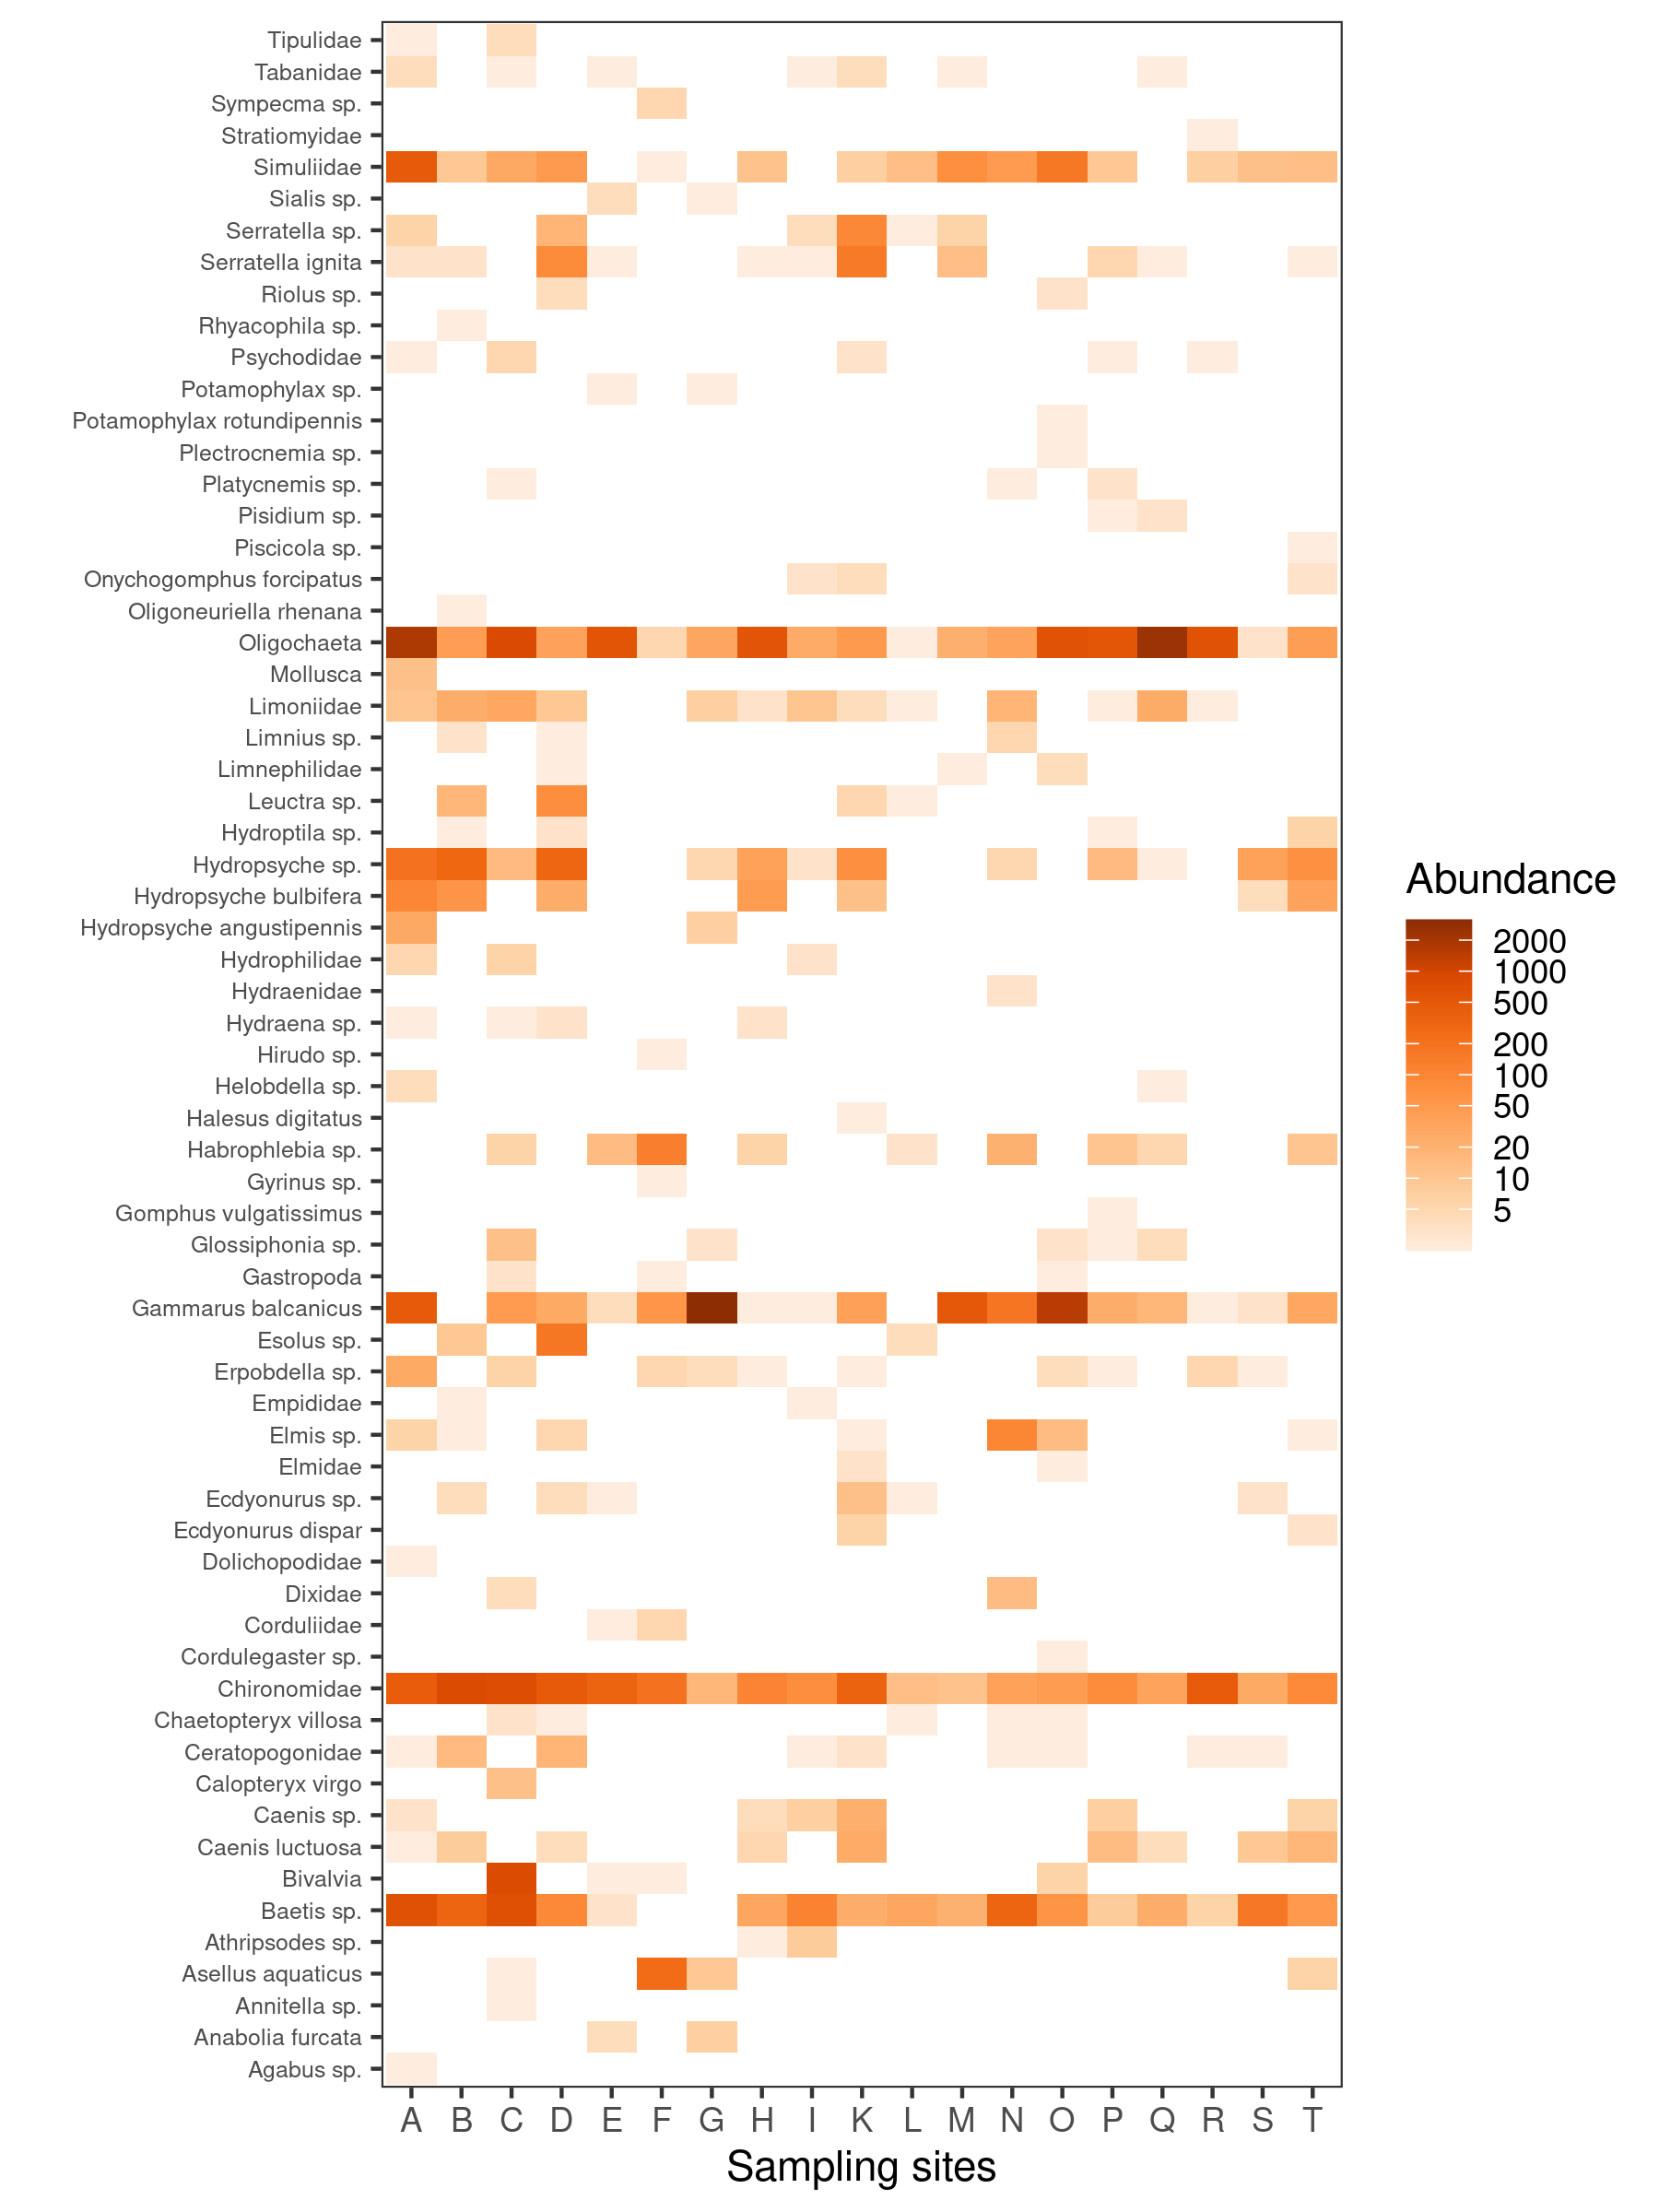 Tipulidae
Tabanidae
Sympecma sp.
Stratiomyidae
Simuliidae
Sialis sp.
Serratella sp.
Serratella ignita
Riolus sp.
Rhyacophila sp.
Psychodidae
Potamophylax sp.
Potamophylax rotundipennis
Plectrocnemia sp.
Platycnemis sp.
Pisidium sp.
Piscicola sp.
Onychogomphus forcipatus
Oligoneuriella rhenana
Oligochaeta
Mollusca
Limoniidae
Limnius sp.
Limnephilidae
Leuctra sp.
Hydroptila sp.
Hydropsyche sp.
Hydropsyche bulbifera
Hydropsyche angustipennis
Hydrophilidae
Hydraenidae
Hydraena sp.
Hirudo sp.
Helobdella sp.
Halesus digitatus
Habrophlebia sp.
Gyrinus sp.
Gomphus vulgatissimus
Glossiphonia sp.
Gastropoda
Gammarus balcanicus
Esolus sp.
Erpobdella sp.
Empididae
Elmis sp.
Elmidae
Ecdyonurus sp.
Ecdyonurus dispar
Dolichopodidae
Dixidae
Corduliidae
Cordulegaster sp.
Chironomidae
Chaetopteryx villosa
Ceratopogonidae
Calopteryx virgo
Caenis sp.
Caenis luctuosa
Bivalvia
Baetis sp.
Athripsodes sp.
Asellus aquaticus
Annitella sp.
Anabolia furcata
Agabus sp.
A B C D E F G H I K L M N O P Q R S T
Sampling sites
Abundance
2000
1000
500
200
100
50
20
10
5